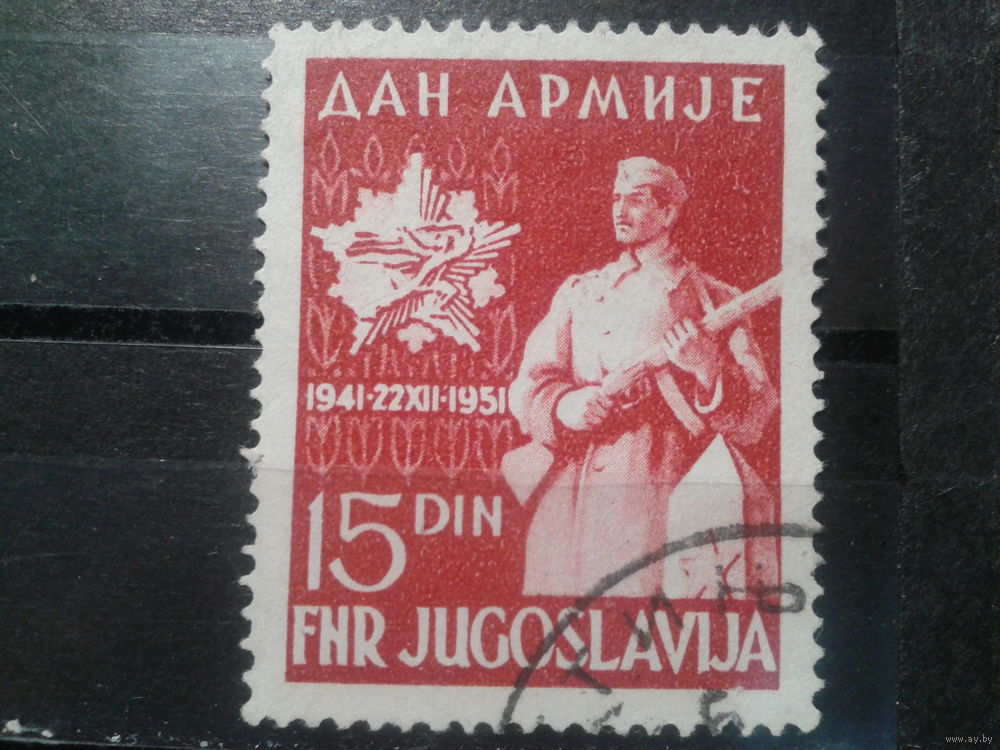 ДАН АРМИЈЕ
1941·22XII·1951
15 DIN
FNR JUGOSLAVIJA
www.ay.by